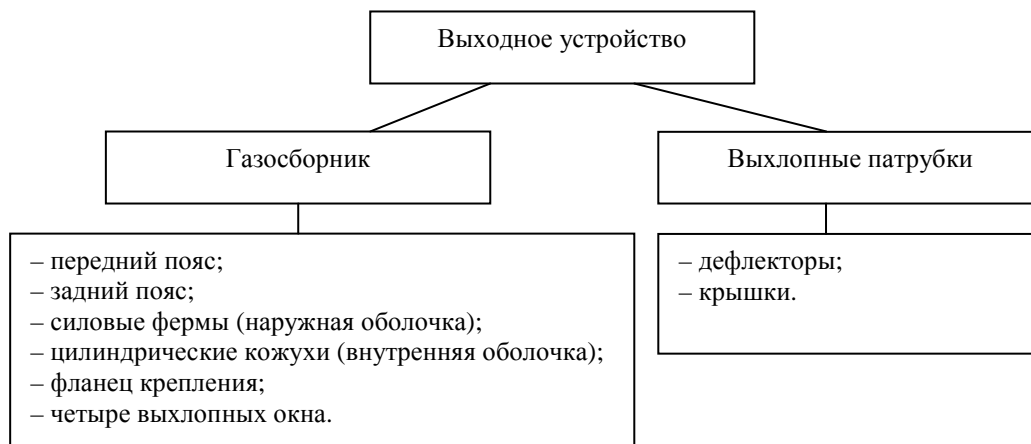 Выходное устройство
Газосборник
Выхлопные патрубки
– передний пояс;
– задний пояс;
– силовые фермы (наружная оболочка);
– цилиндрические кожухи (внутренняя оболочка);
– фланец крепления;
– четыре выхлопных окна.
– дефлекторы;
– крышки.